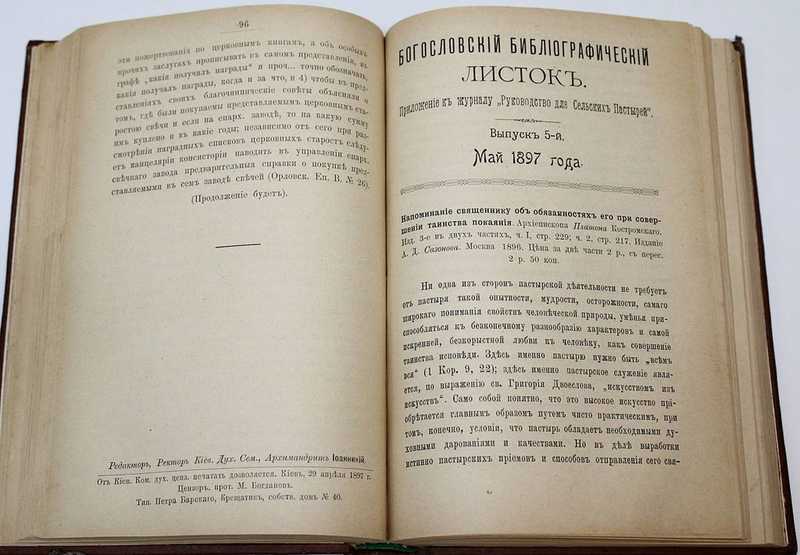 96
эти пожертвованія по церковнымъ книгамъ, а объ особыхъ
прочихъ заслугахъ прописывать въ самомъ представленіи, въ
графѣ „какія получилъ награды“ и проч... точно обозначать,
какія получалъ награды, когда и за что, и 4) чтобы въ пред-
ставленіяхъ своихъ благочинническіе совѣты объясняли о
томъ, гдѣ были покупаемы представляемымъ церковнымъ ста-
ростою свѣчи и если на епарх. заводѣ, то на какую сумму
имъ куплено и въ какіе годы; независимо отъ сего при раз-
смотрѣніи наградныхъ списковъ церковныхъ старостъ слѣду-
етъ канцеляріи консисторіи наводить въ управленіи епарх.
свѣчнаго завода предварительныя справки о покупкѣ пред-
ставляемыми въ семъ заводѣ свѣчей (Орловск. Еп. В. № 26).
(Продолженіе будетъ).
Редакторъ, Ректоръ Кіев. Дух. Сем., Архимандритъ Іоанникій.
Отъ Кіев. Ком. дух. ценз. печатать дозволяется. Кіевъ, 29 апрѣля 1897 г.
Цензоръ, прот. М. Богдановъ.
Тип. Петра Барскаго, Крещатикъ, собств. домъ № 40.
БОГОСЛОВСКІЙ БИБЛІОГРАФИЧЕСКІЙ
ЛИСТОКЪ.
Приложеніе къ журналу „Руководство для Сельскихъ Пастырей“.
Выпускъ 5-й.
Май 1897 года.
Напоминаніе священнику объ обязанностяхъ его при совер-
шеніи таинства покаянія. Архіепископа Платона Костромскаго.
Изд. 3-е въ двухъ частяхъ, ч. I, стр. 229; ч. 2, стр. 217. Изданіе
А. Д. Сазонова. Москва 1896. Цѣна за двѣ части 2 р., съ перес.
2 р. 50 коп.
Ни одна изъ сторонъ пастырской дѣятельности не требуетъ
отъ пастыря такой опытности, мудрости, осторожности, самаго
широкаго пониманія свойствъ человѣческой природы, умѣнья при-
способляться къ безконечному разнообразію характеровъ и самой
искренней, безкорыстной любви къ человѣку, какъ совершеніе
таинства исповѣди. Здѣсь именно пастырю нужно быть „всѣмъ
вся“ (1 Кор. 9, 22); здѣсь именно пастырское служеніе явля-
ется, по выраженію св. Григорія Двоеслова, „искусствомъ изъ
искусствъ“. Само собой понятно, что это высокое искусство прі-
обрѣтается главнымъ образомъ путемъ чисто практическимъ, при
томъ, конечно, условіи, что пастырь обладаетъ необходимыми ду-
ховными дарованіями и качествами. Но въ дѣлѣ выработки
истинно пастырскихъ пріемовъ и способовъ отправленія сего свя-